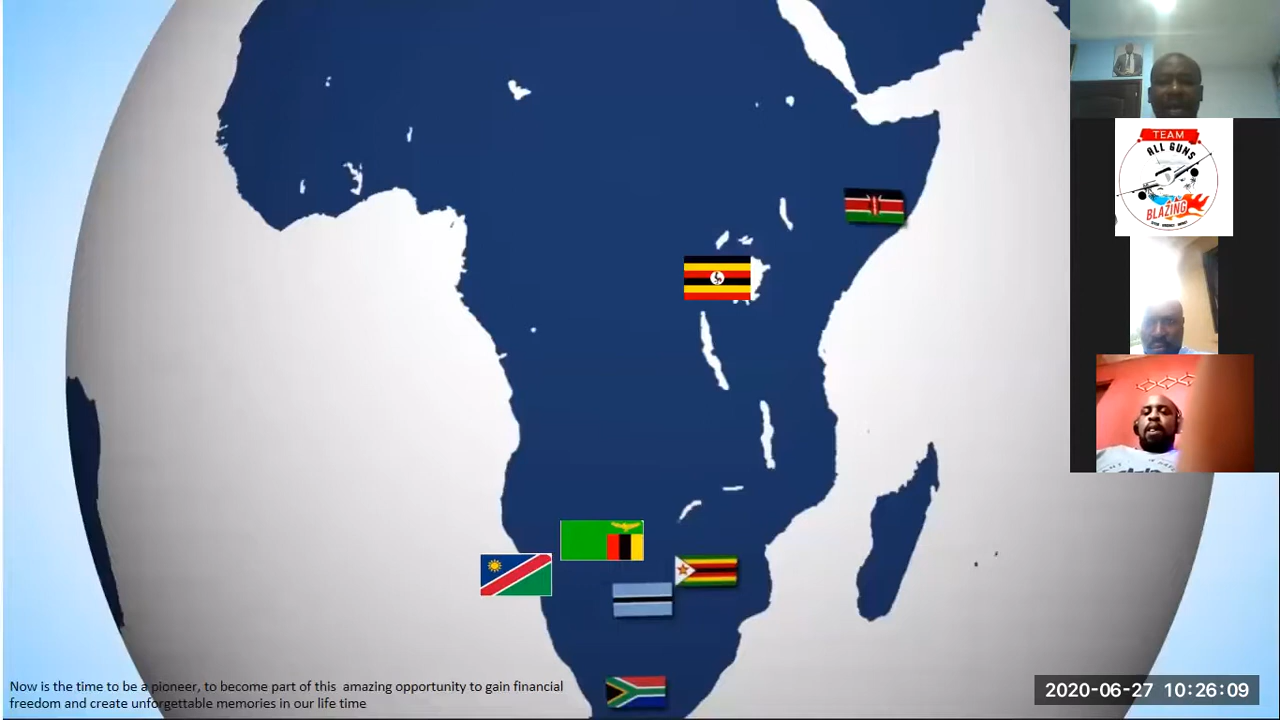 TEAM
ALL GUNS
BLAZING
Now is the time to be a pioneer, to become part of this  amazing opportunity to gain financial
freedom and create unforgettable memories in our life time
2020-06-27 10:26:09